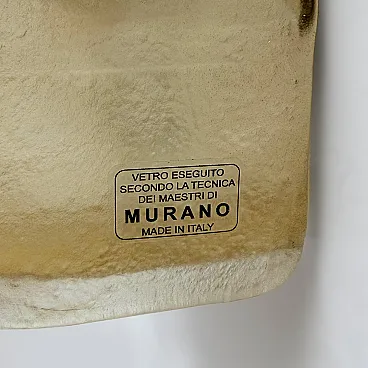 VETRO ESEGUITO
SECONDO LA TECNICA
DEI MAESTRI DI
MURANO
MADE IN ITALY